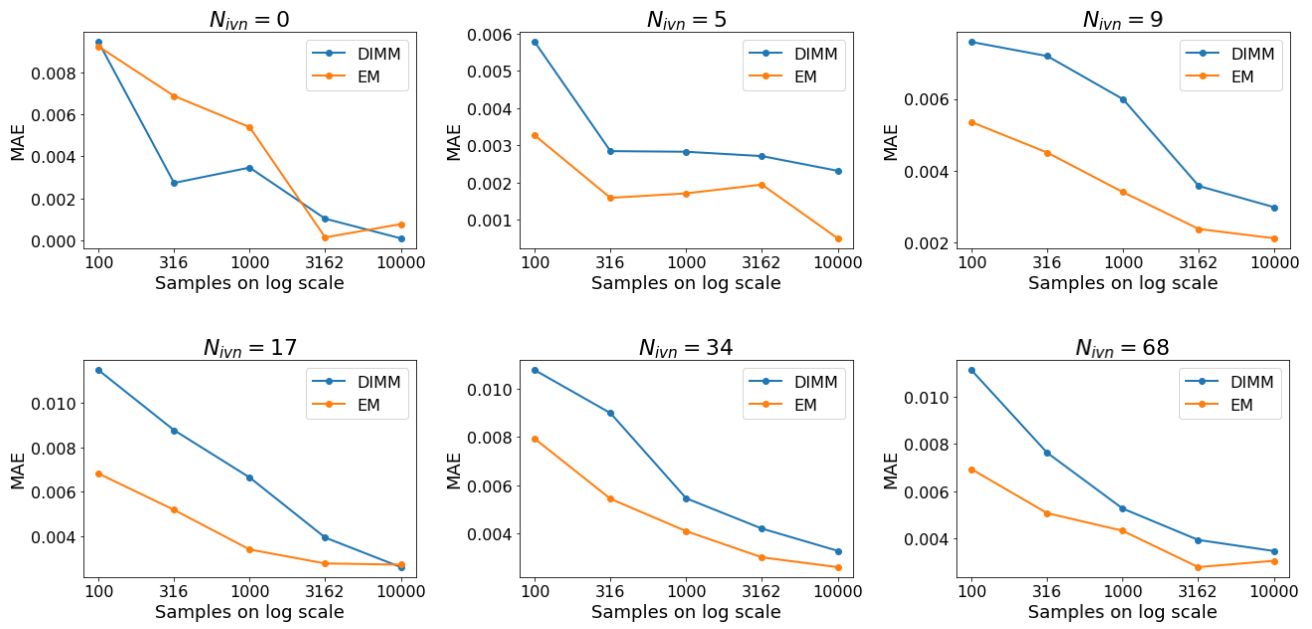 N_ivn = 0
DIMM
EM
MAE
0.008
0.006
0.004
0.002
0.000
100 316 1000 3162 10000
Samples on log scale
N_ivn = 5
DIMM
EM
MAE
0.006
0.005
0.004
0.003
0.002
0.001
100 316 1000 3162 10000
Samples on log scale
N_ivn = 9
DIMM
EM
MAE
0.006
0.004
0.002
100 316 1000 3162 10000
Samples on log scale
N_ivn = 17
DIMM
EM
MAE
0.010
0.008
0.006
0.004
100 316 1000 3162 10000
Samples on log scale
N_ivn = 34
DIMM
EM
MAE
0.010
0.008
0.006
0.004
100 316 1000 3162 10000
Samples on log scale
N_ivn = 68
DIMM
EM
MAE
0.010
0.008
0.006
0.004
100 316 1000 3162 10000
Samples on log scale